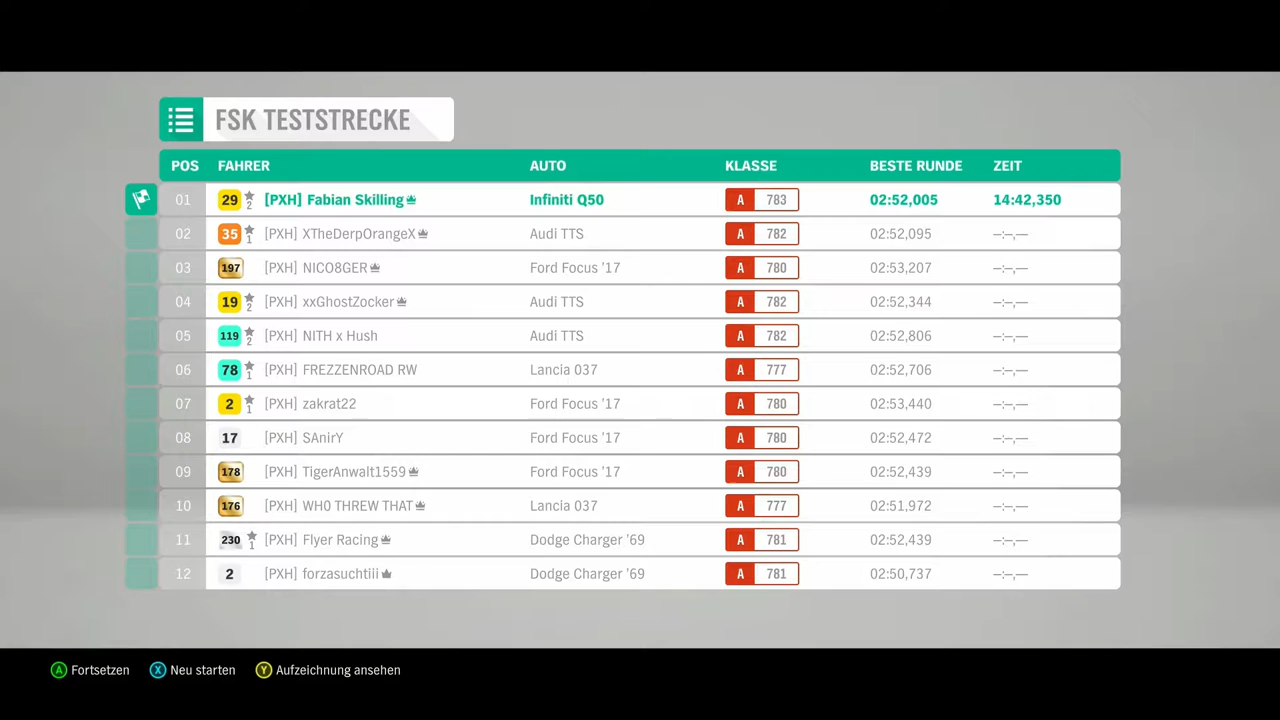 FSK TESTSTRECKE
POS FAHRER AUTO KLASSE BESTE RUNDE ZEIT
01 29 2 [PXH] Fabian Skilling Infiniti Q50 A 783 02:52,005 14:42,350
02 35 1 [PXH] XTheDerpOrangeX Audi TTS A 782 02:52,095 --:--,---
03 197 [PXH] NICO8GER Ford Focus '17 A 780 02:53,207 --:--,---
04 19 2 [PXH] xxGhostZocker Audi TTS A 782 02:52,344 --:--,---
05 119 2 [PXH] NITH x Hush Audi TTS A 782 02:52,806 --:--,---
06 78 1 [PXH] FREZZENROAD RW Lancia 037 A 777 02:52,706 --:--,---
07 2 1 [PXH] zakrat22 Ford Focus '17 A 780 02:53,440 --:--,---
08 17 [PXH] SAnirY Ford Focus '17 A 780 02:52,472 --:--,---
09 178 [PXH] TigerAnwalt1559 Ford Focus '17 A 780 02:52,439 --:--,---
10 176 [PXH] WH0 THREW THAT Lancia 037 A 777 02:51,972 --:--,---
11 230 1 [PXH] Flyer Racing Dodge Charger '69 A 781 02:52,439 --:--,---
12 2 [PXH] forzasuchtiii Dodge Charger '69 A 781 02:50,737 --:--,---
A Fortsetzen X Neu starten Y Aufzeichnung ansehen